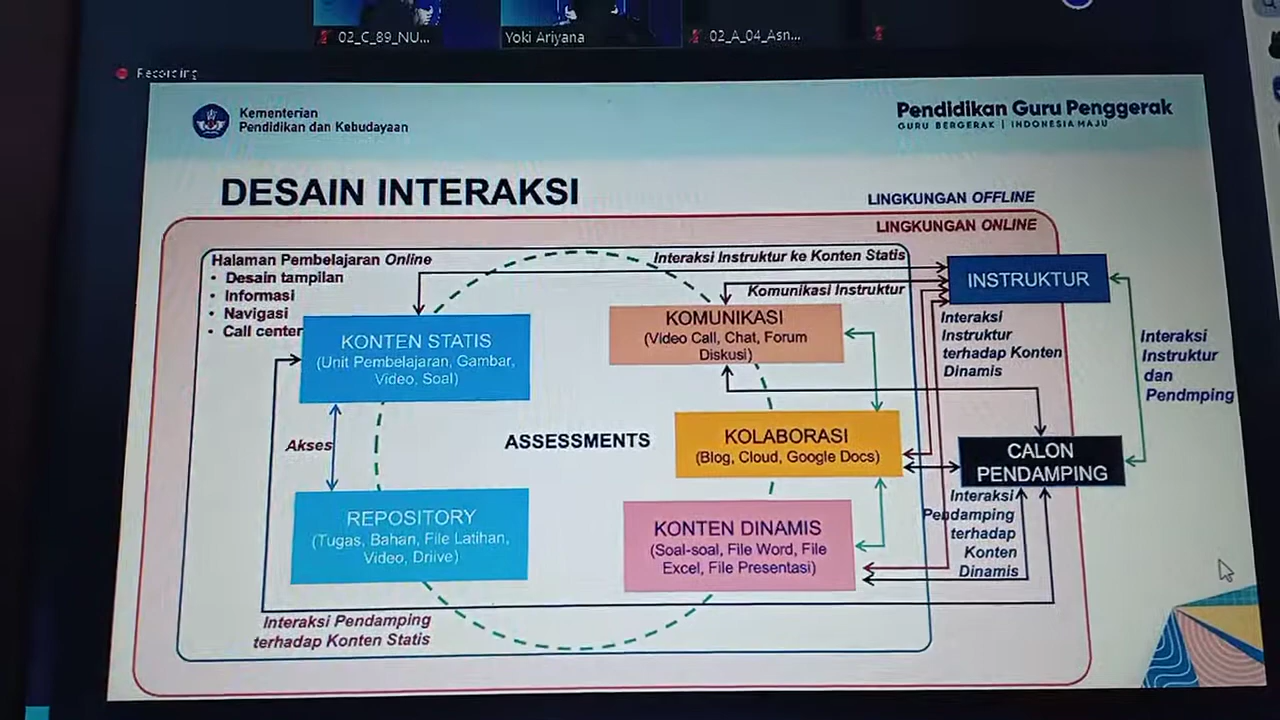 02_C_89_NU...
Yoki Ariyana
02_A_04_Asn...
Recording
Kementerian
Pendidikan dan Kebudayaan
Pendidikan Guru Penggerak
GURU BERGERAK | INDONESIA MAJU
DESAIN INTERAKSI
LINGKUNGAN OFFLINE
LINGKUNGAN ONLINE
Halaman Pembelajaran Online
• Desain tampilan
• Informasi
• Navigasi
• Call center
Interaksi Instruktur ke Konten Statis
Komunikasi Instruktur
INSTRUKTUR
KONTEN STATIS
(Unit Pembelajaran, Gambar,
Video, Soal)
KOMUNIKASI
(Video Call, Chat, Forum
Diskusi)
Interaksi
Instruktur
terhadap Konten
Dinamis
Interaksi
Instruktur
dan
Pendmping
Akses
ASSESSMENTS
KOLABORASI
(Blog, Cloud, Google Docs)
CALON
PENDAMPING
REPOSITORY
(Tugas, Bahan, File Latihan,
Video, Driive)
KONTEN DINAMIS
(Soal-soal, File Word, File
Excel, File Presentasi)
Interaksi
Pendamping
terhadap
Konten
Dinamis
Interaksi Pendamping
terhadap Konten Statis